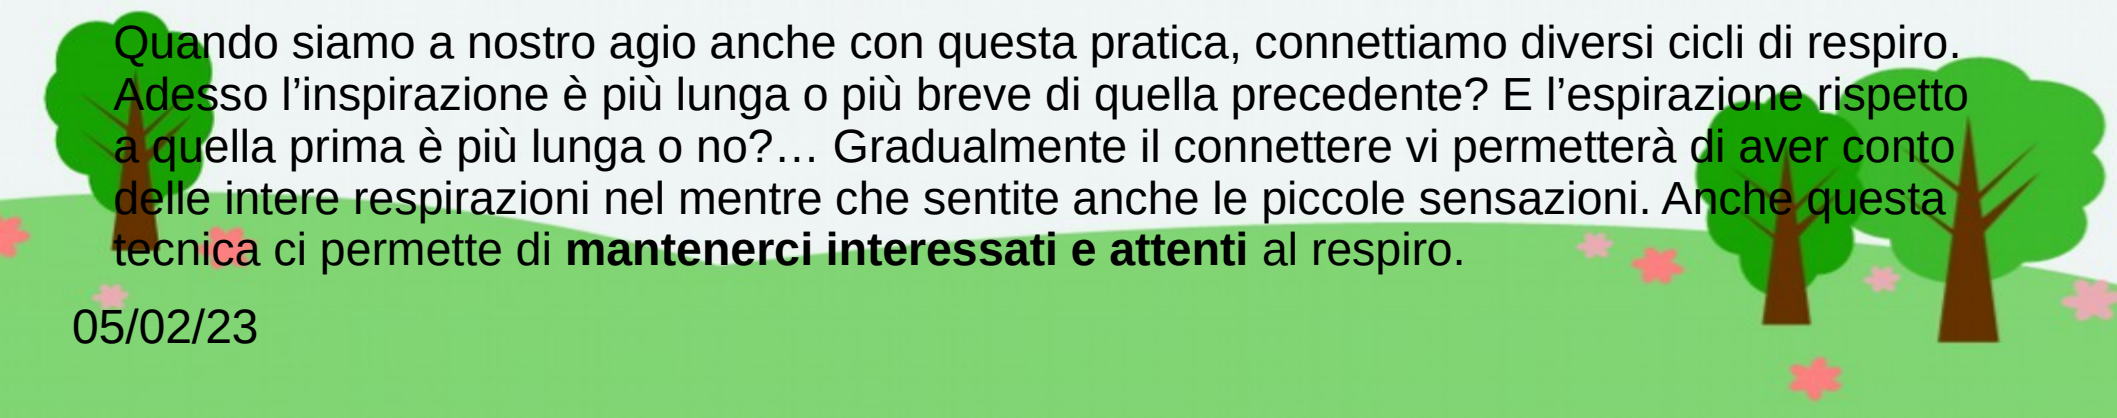 Quando siamo a nostro agio anche con questa pratica, connettiamo diversi cicli di respiro.
Adesso l’inspirazione è più lunga o più breve di quella precedente? E l’espirazione rispetto
a quella prima è più lunga o no?… Gradualmente il connettere vi permetterà di aver conto
delle intere respirazioni nel mentre che sentite anche le piccole sensazioni. Anche questa
tecnica ci permette di mantenerci interessati e attenti al respiro.
05/02/23